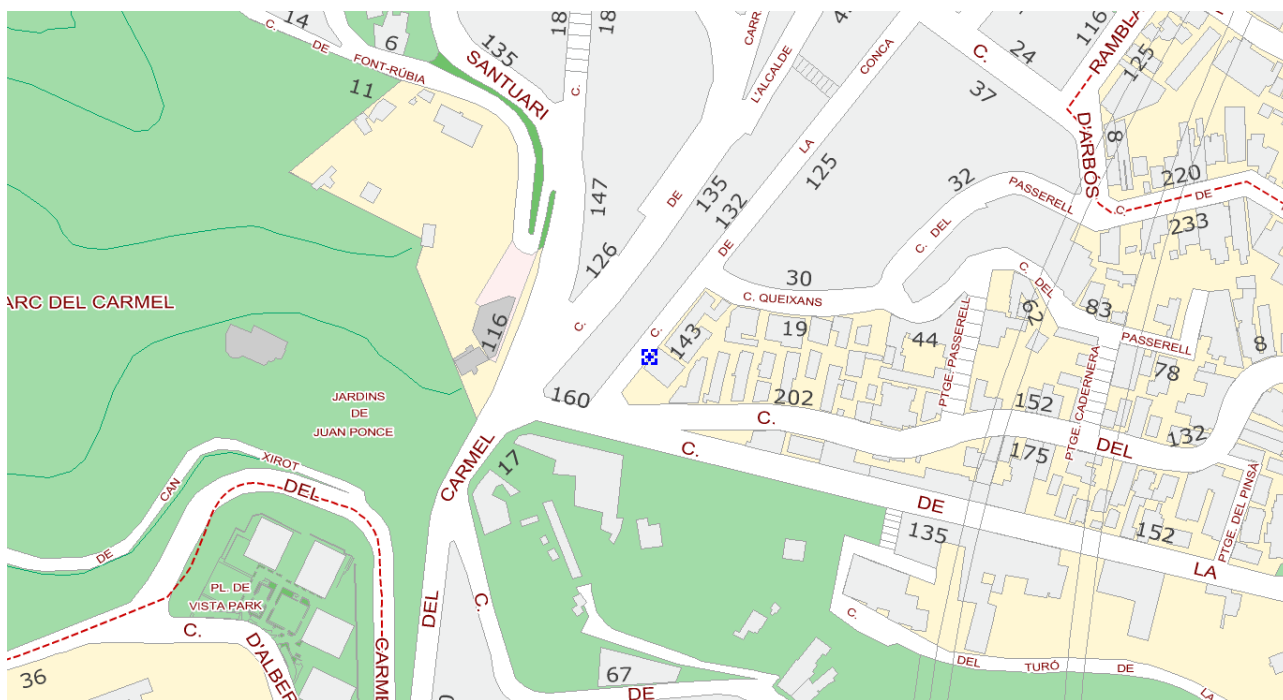 14
C.
DE
FONT-RÚBIA
6
11
135
SANTUARI
18
18
C.
CARR
L'ALCALDE
CONCA
LA
C.
24
37
116
RAMBLA
125
D'ARBÓS
8
220
C. DE
233
147
126
DE
135
132
DE
125
32
PASSERELL
C. DEL
30
C. QUEIXANS
C. DEL
62
83
PASSERELL
78
8
ARC DEL CARMEL
116
C.
C.
143
19
44
PTGE. PASSERELL
PTGE. CADERNERA
JARDINS
DE
JUAN PONCE
160
202
C.
152
DEL
132
175
CARMEL
17
C.
DE
135
152
PTGE. DEL PINSÀ
LA
XIROT
CAN
DE
DEL
PL. DE
VISTA PARK
C.
D'ALBER
CARME
36
DEL
C.
67
DE
C.
DEL
TURÓ
DE
LA